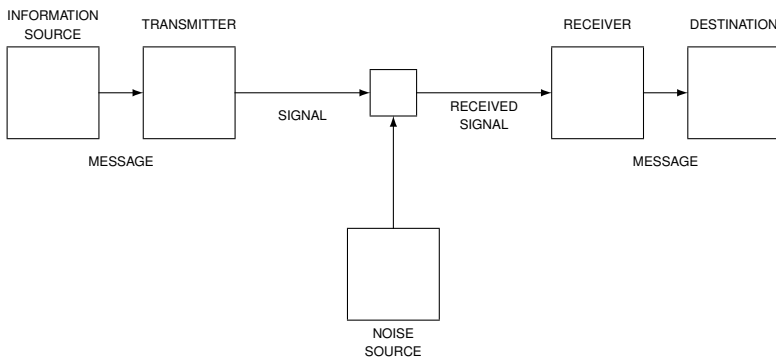 INFORMATION
SOURCE
TRANSMITTER
RECEIVER
DESTINATION
SIGNAL
RECEIVED
SIGNAL
MESSAGE
MESSAGE
NOISE
SOURCE